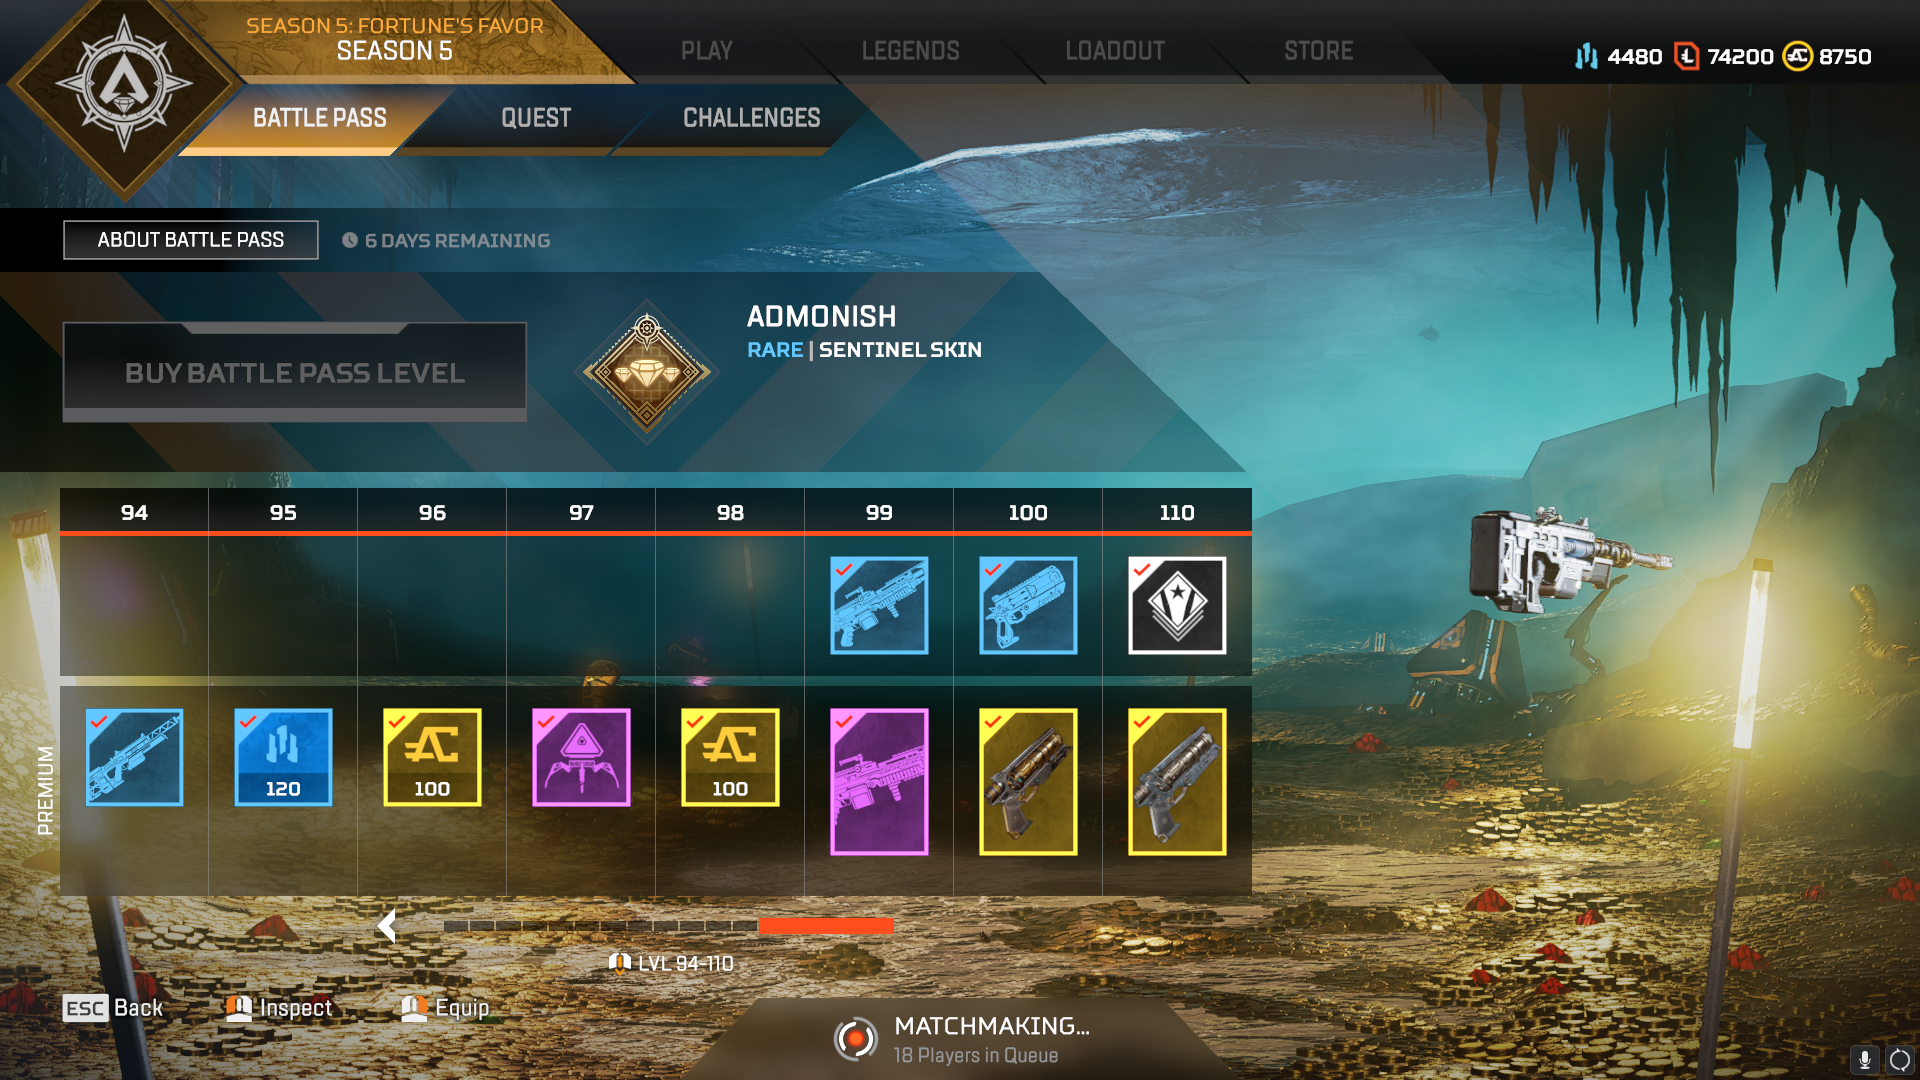 SEASON 5: FORTUNE'S FAVOR
SEASON 5
PLAY
LEGENDS
LOADOUT
STORE
4480
74200
8750
BATTLE PASS
QUEST
CHALLENGES
ABOUT BATTLE PASS
6 DAYS REMAINING
BUY BATTLE PASS LEVEL
ADMONISH
RARE | SENTINEL SKIN
94
95
96
97
98
99
100
110
PREMIUM
120
100
100
LVL 94-110
ESC Back
Inspect
Equip
MATCHMAKING...
18 Players in Queue